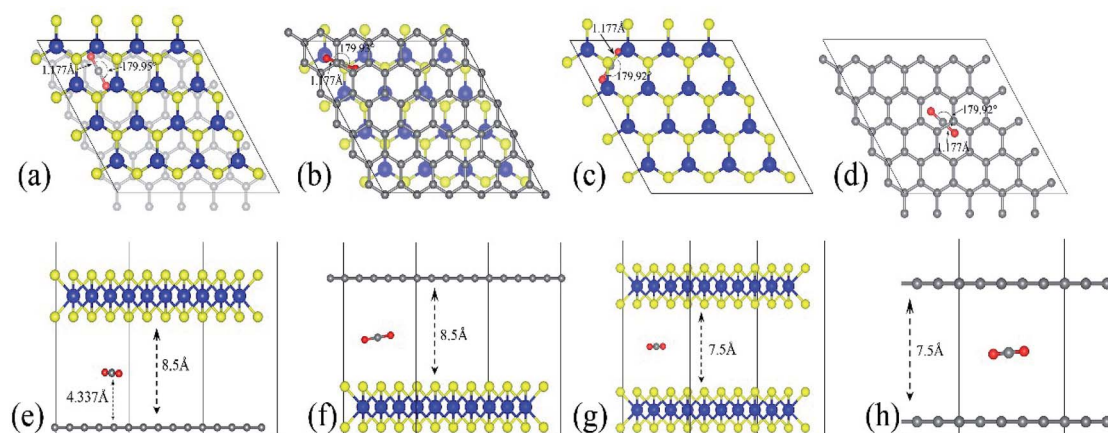 (a)
1.177Å
179.95°
(b)
179.93°
1.177Å
(c)
1.177Å
179.92°
(d)
179.92°
1.177Å
(e)
8.5Å
4.337Å
(f)
8.5Å
(g)
7.5Å
(h)
7.5Å